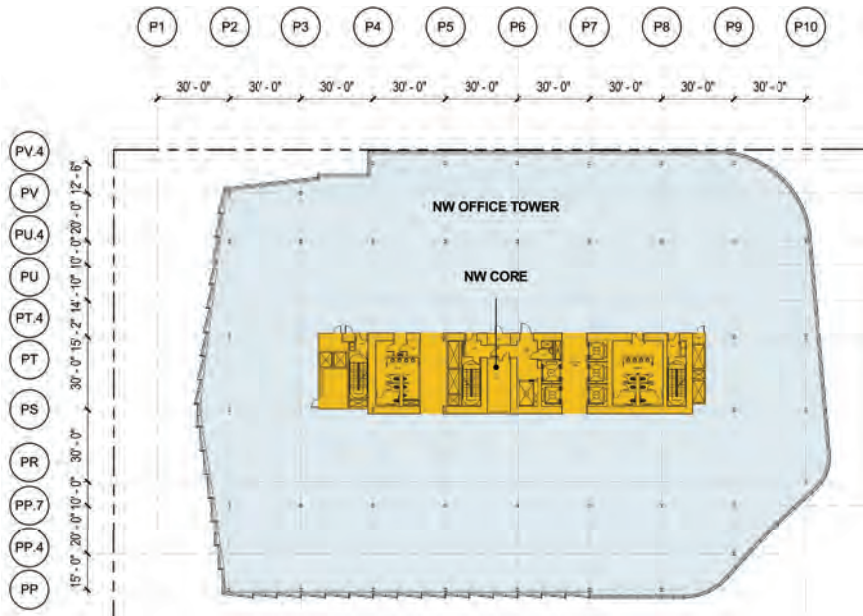 P1 P2 P3 P4 P5 P6 P7 P8 P9 P10
30' - 0" 30' - 0" 30' - 0" 30' - 0" 30' - 0" 30' - 0" 30' - 0" 30' - 0" 30' - 0"
PV.4
12' - 6"
PV
20' - 0"
PU.4
10' - 0"
PU
14' - 10"
PT.4
15' - 2"
PT
30' - 0"
PS
30' - 0"
PR
10' - 0"
PP.7
20' - 0"
PP.4
15' - 0"
PP
NW OFFICE TOWER
NW CORE